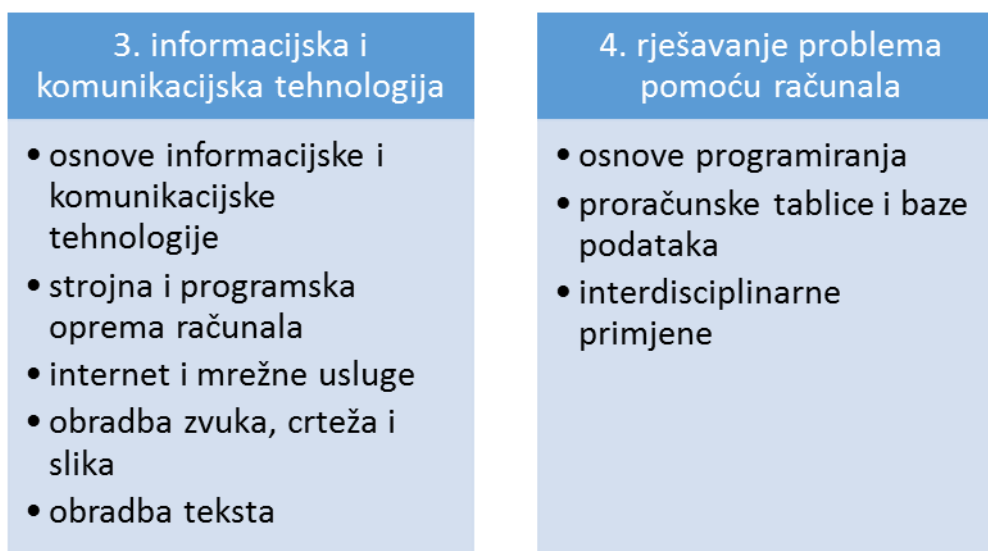 3. informacijska i
komunikacijska tehnologija
• osnove informacijske i
komunikacijske
tehnologije
• strojna i programska
oprema računala
• internet i mrežne usluge
• obradba zvuka, crteža i
slika
• obradba teksta
4. rješavanje problema
pomoću računala
• osnove programiranja
• proračunske tablice i baze
podataka
• interdisciplinarne
primjene